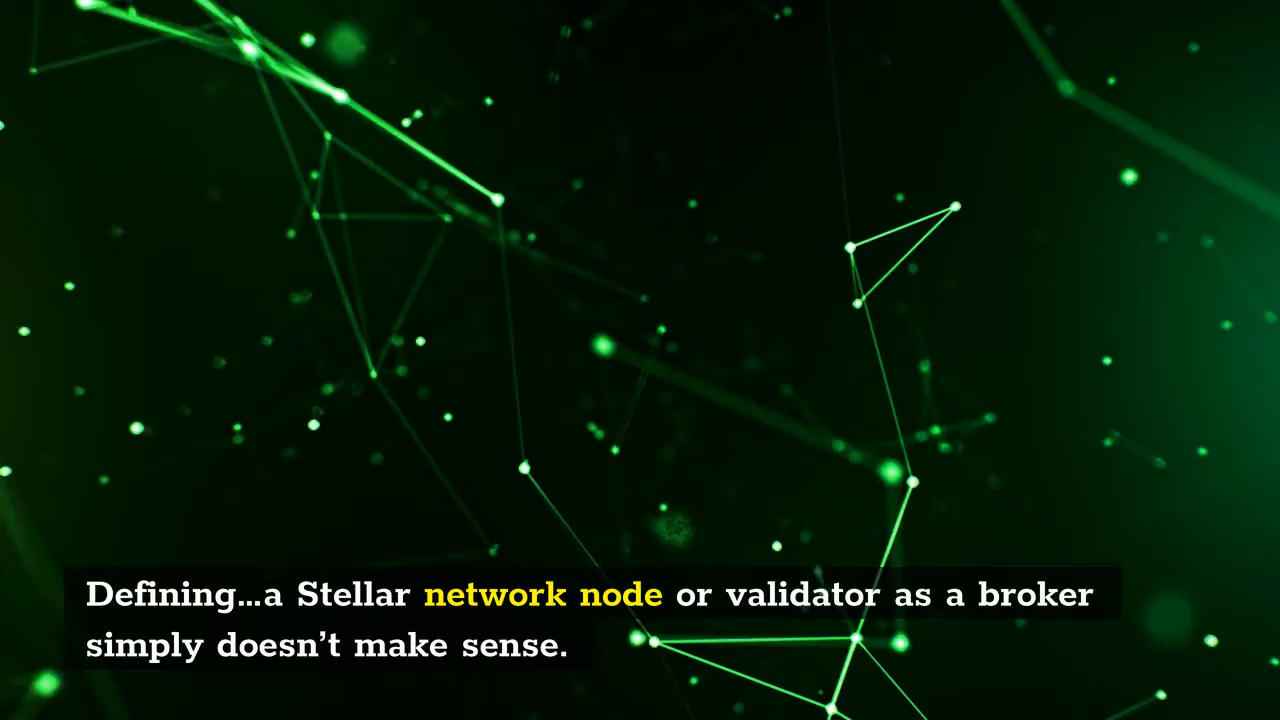 Defining...a Stellar network node or validator as a broker
simply doesn’t make sense.